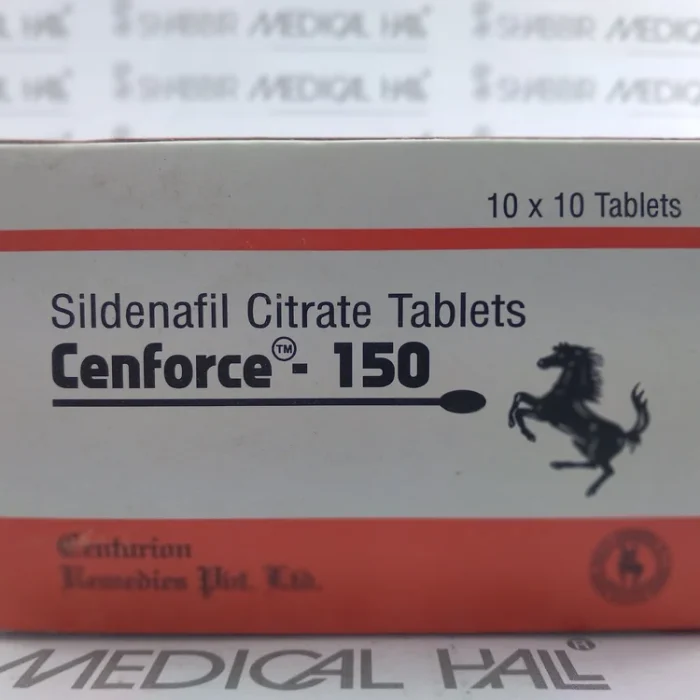 SHABBIR MEDICAL HALL®
10 x 10 Tablets
Sildenafil Citrate Tablets
Cenforce™- 150
Centurion
Remedies Pvt. Ltd.
MEDICAL HALL®